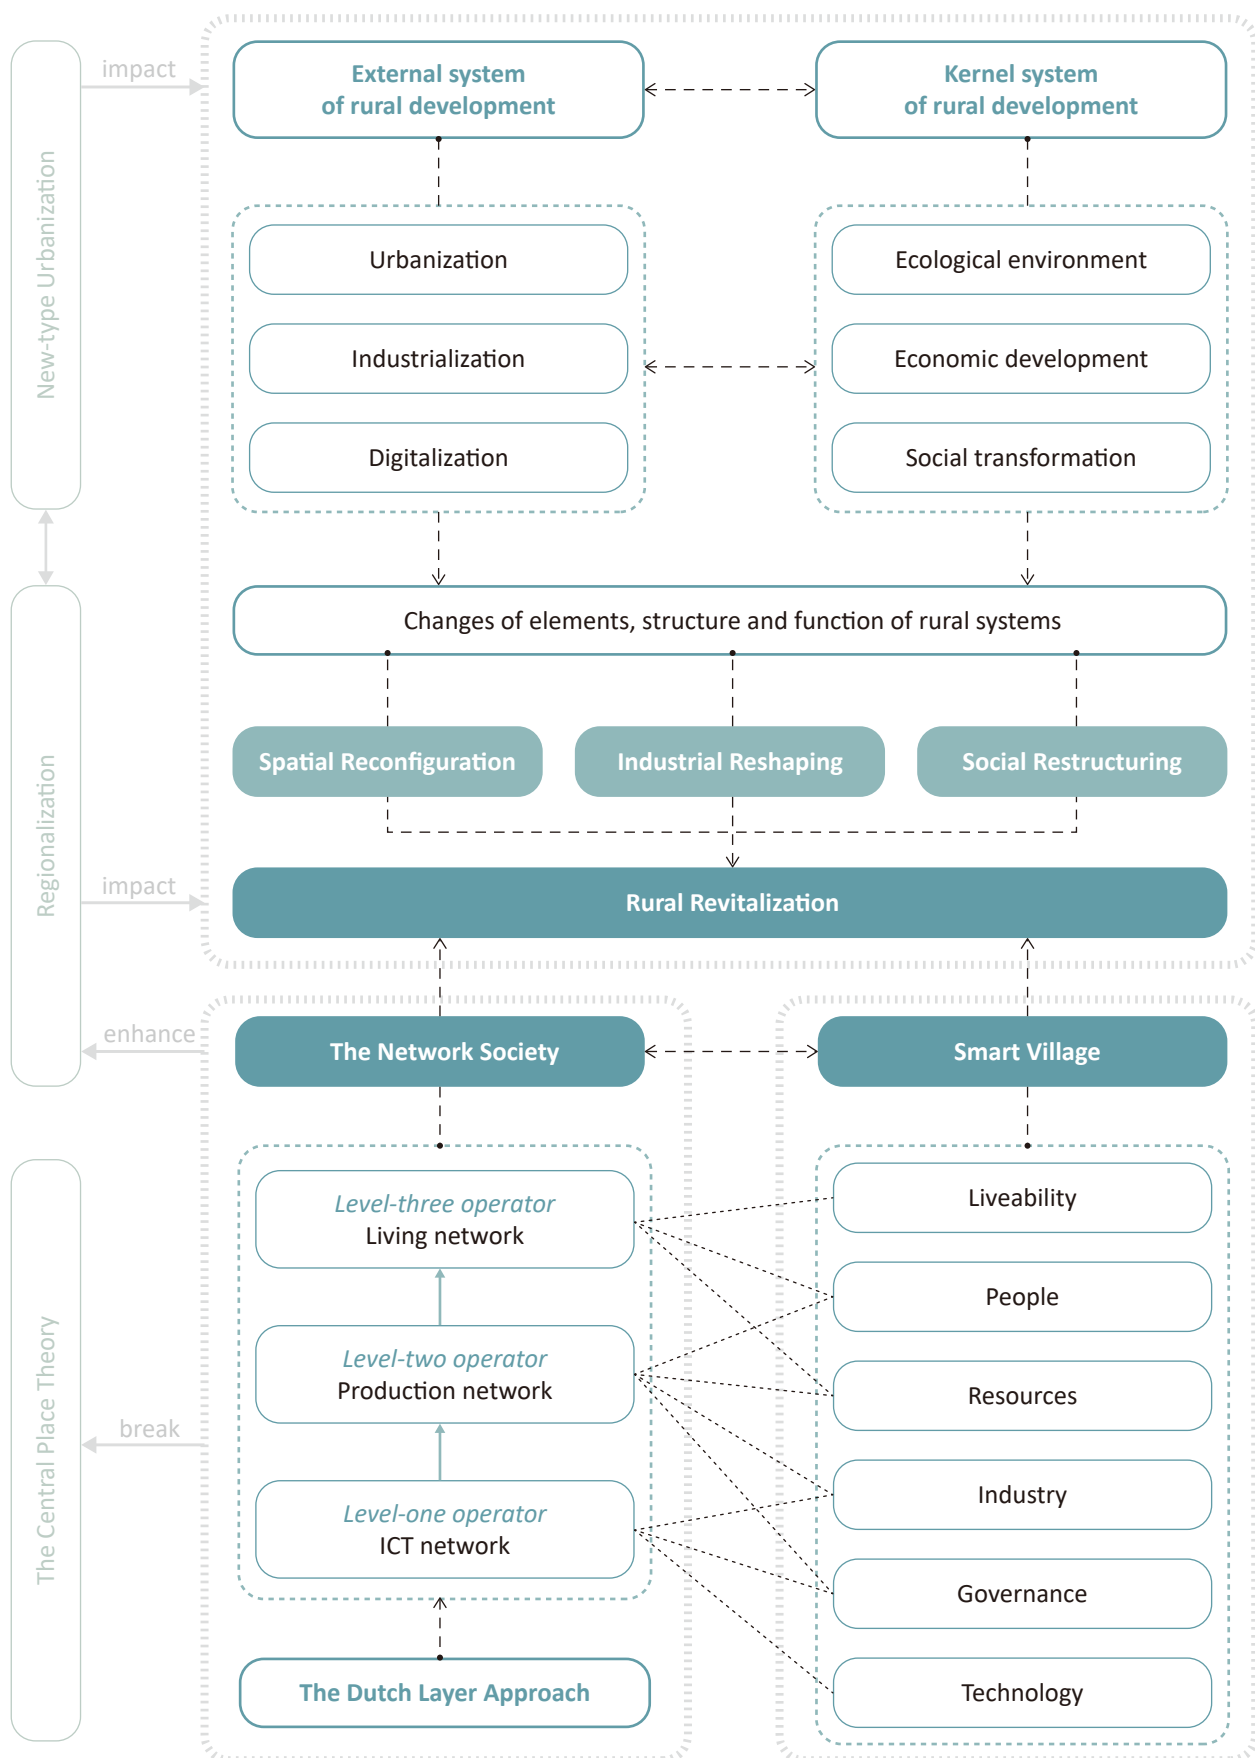 New-type Urbanization
impact
External system
of rural development
Kernel system
of rural development
Urbanization
Industrialization
Digitalization
Ecological environment
Economic development
Social transformation
Changes of elements, structure and function of rural systems
Spatial Reconfiguration
Industrial Reshaping
Social Restructuring
Regionalization
impact
Rural Revitalization
enhance
The Network Society
Smart Village
The Central Place Theory
break
Level-three operator
Living network
Level-two operator
Production network
Level-one operator
ICT network
The Dutch Layer Approach
Liveability
People
Resources
Industry
Governance
Technology